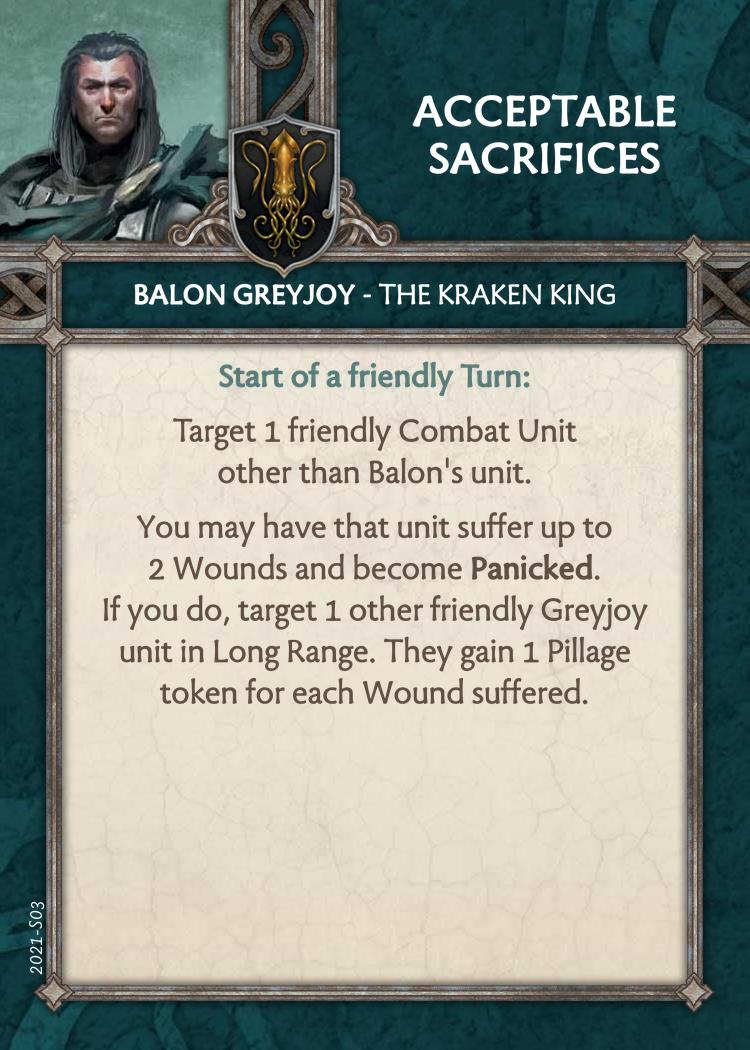 ACCEPTABLE
SACRIFICES
BALON GREYJOY - THE KRAKEN KING
Start of a friendly Turn:
Target 1 friendly Combat Unit
other than Balon's unit.
You may have that unit suffer up to
2 Wounds and become Panicked.
If you do, target 1 other friendly Greyjoy
unit in Long Range. They gain 1 Pillage
token for each Wound suffered.
2021-S03